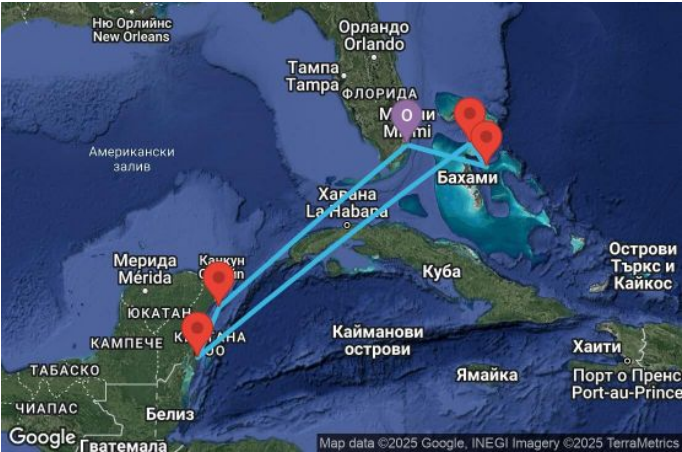 Ню Орлийнс
New Orleans
Орландо
Orlando
Тампа
Tampa
ФЛОРИДА
O
Miami
Американски
залив
Бахами
Хавана
La Habana
Мерида
Mérida
Канкун
ЮКАТАН
Куба
Острови
Търкс и
Кайкос
КАМПЕЧЕ
Кайманови
острови
ТАБАСКО
Хаити
Ямайка
Порт о Пренс
Port-au-Prince
ЧИАПАС
Белиз
Google
Гватемала
Map data ©2025 Google, INEGI Imagery ©2025 TerraMetrics